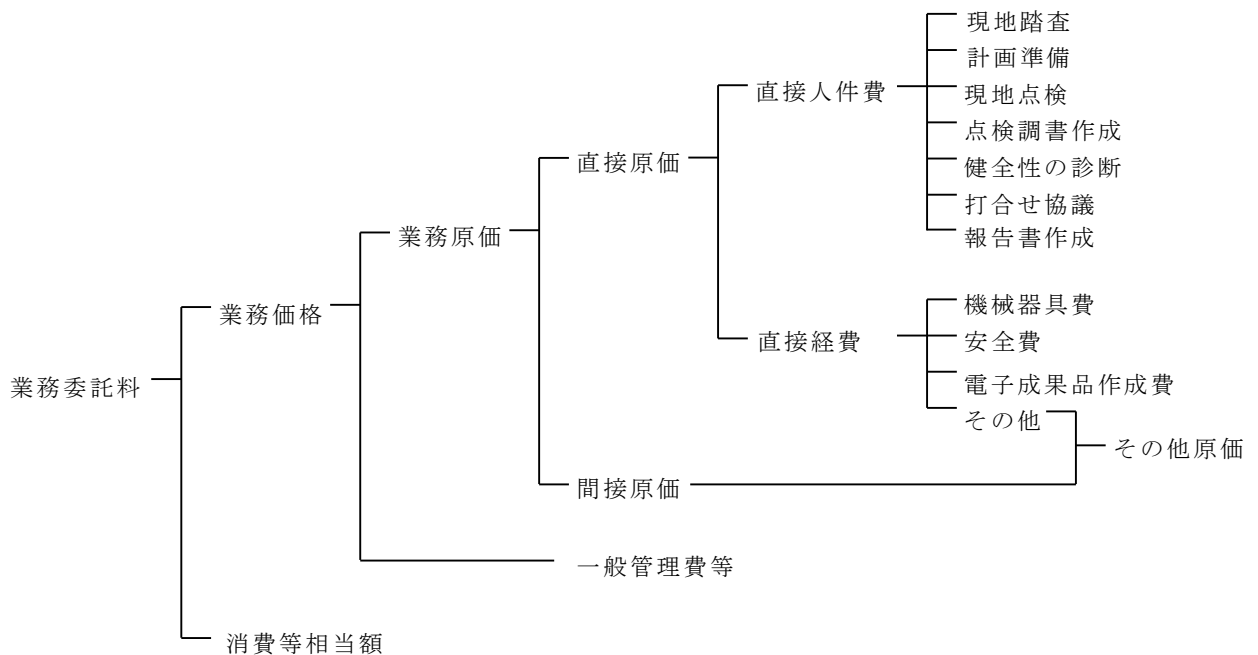 現地踏査
計画準備
直接人件費
現地点検
点検調書作成
直接原価
健全性の診断
打合せ協議
業務原価
報告書作成
機械器具費
業務価格
直接経費
安全費
業務委託料
電子成果品作成費
その他
その他原価
間接原価
一般管理費等
消費等相当額